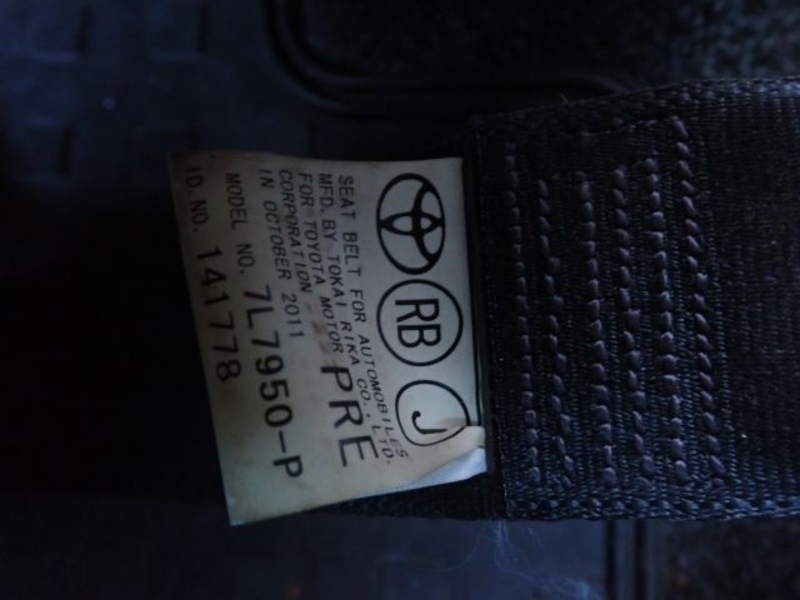 RB J
SEAT BELT FOR AUTOMOBILES
MFD. BY TOKAI RIKA CO., LTD.
FOR TOYOTA MOTOR
CORPORATION PRE
IN OCTOBER 2011
MODEL NO. 7L7950-P
ID.NO. 141778